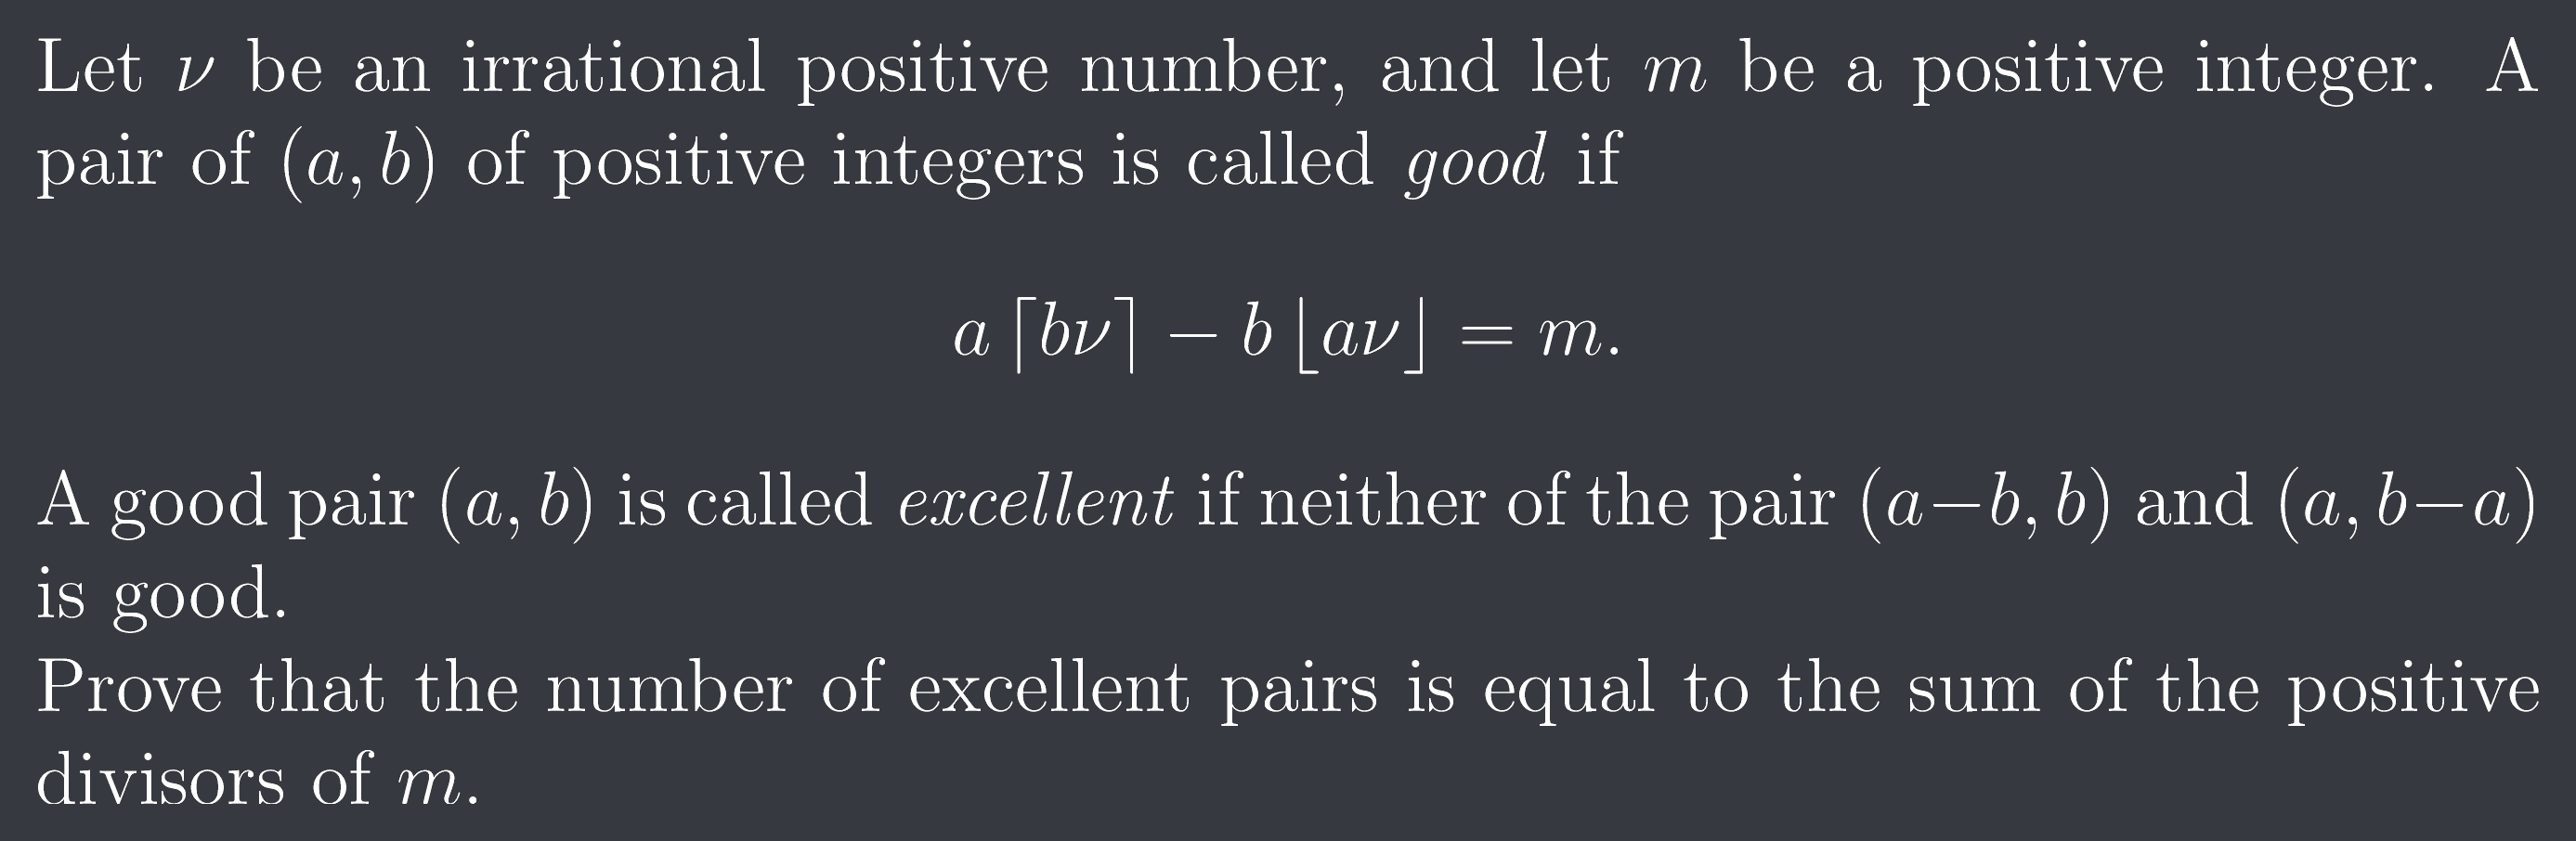 Let ν be an irrational positive number, and let m be a positive integer. A
pair of (a, b) of positive integers is called good if
a ⌈bν⌉ − b ⌊aν⌋ = m.
A good pair (a, b) is called excellent if neither of the pair (a−b, b) and (a, b−a)
is good.
Prove that the number of excellent pairs is equal to the sum of the positive
divisors of m.